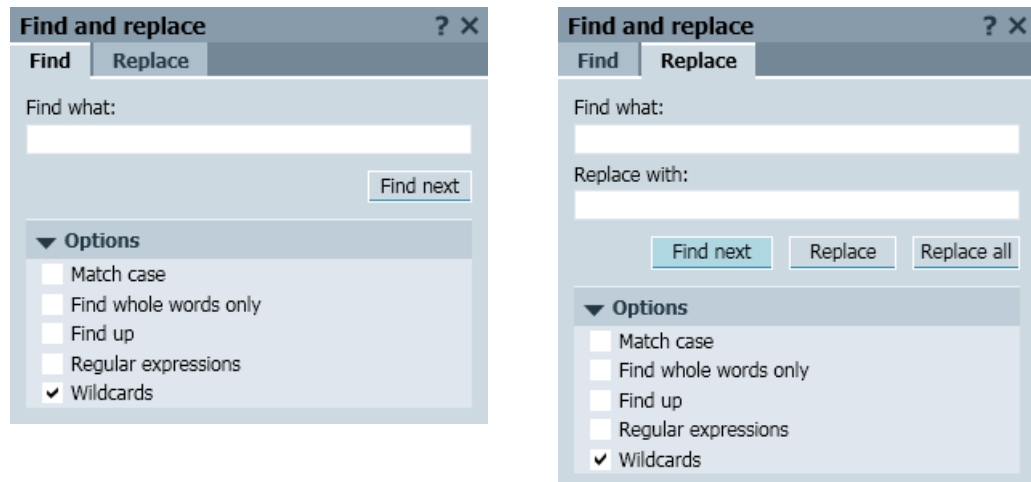 Find and replace ? ×
Find Replace
Find what:
Find next
Options
Match case
Find whole words only
Find up
Regular expressions
Wildcards
Find and replace ? ×
Find Replace
Find what:
Replace with:
Find next Replace Replace all
Options
Match case
Find whole words only
Find up
Regular expressions
Wildcards